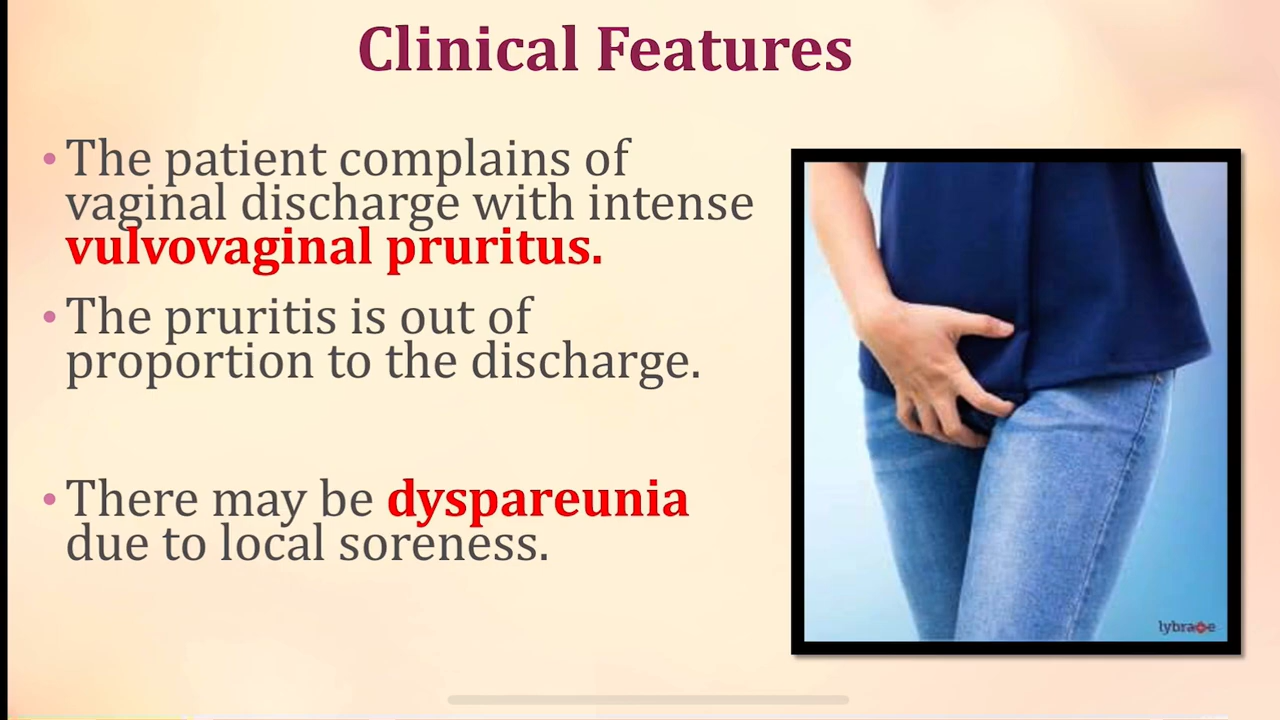 Clinical Features
• The patient complains of
vaginal discharge with intense
vulvovaginal pruritus.
• The pruritis is out of
proportion to the discharge.
• There may be dyspareunia
due to local soreness.
lybrate